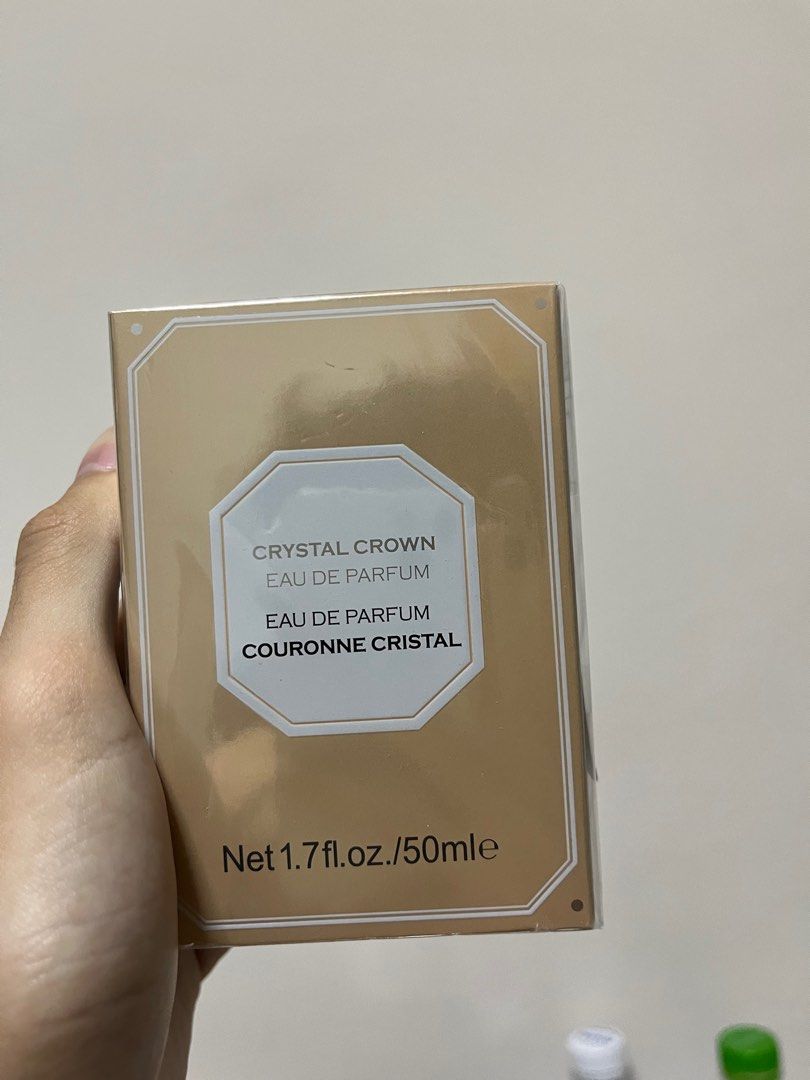 CRYSTAL CROWN
EAU DE PARFUM
EAU DE PARFUM
COURONNE CRISTAL
Net 1.7fl.oz./50ml℮